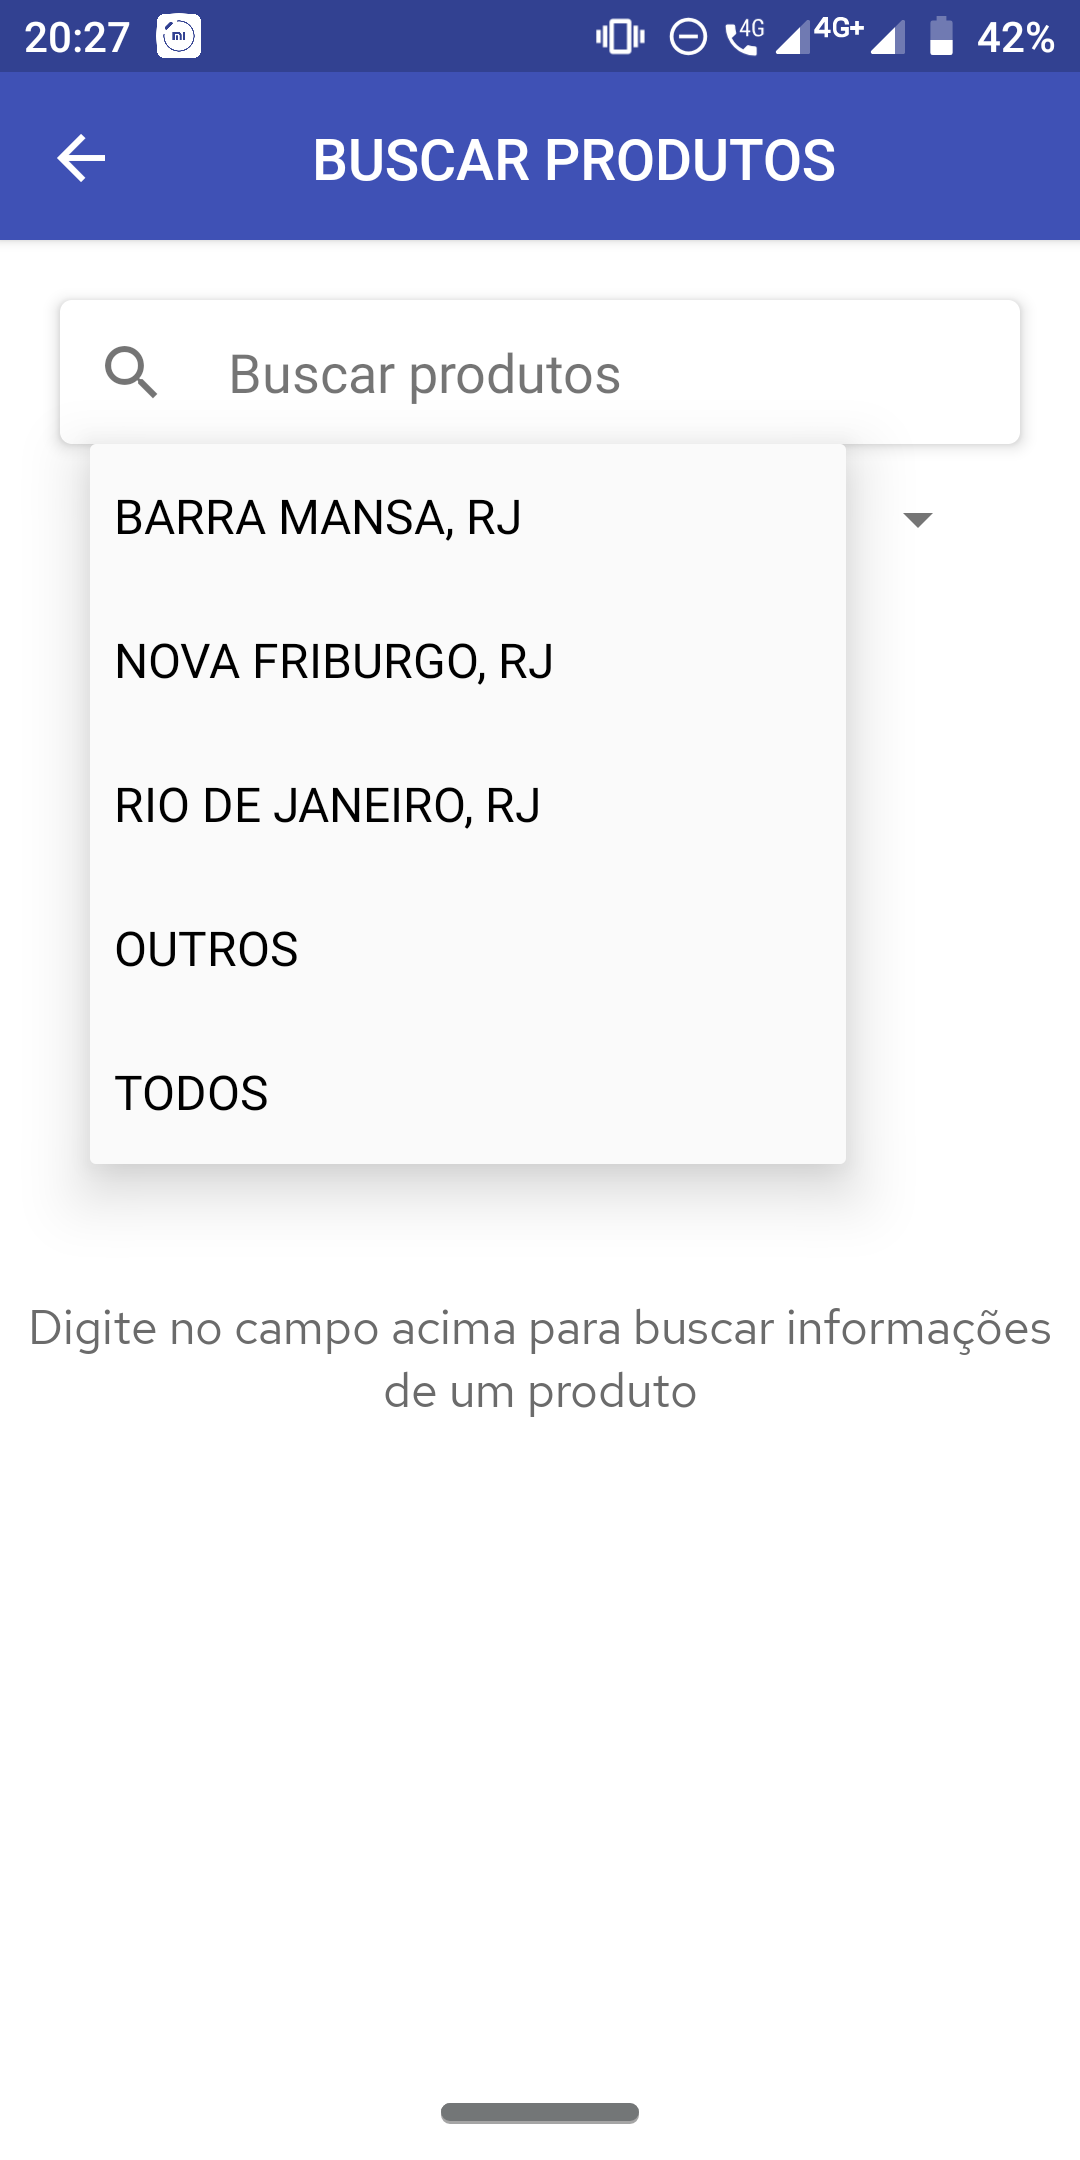 20:27
4G
4G+
42%
BUSCAR PRODUTOS
Buscar produtos
BARRA MANSA, RJ
NOVA FRIBURGO, RJ
RIO DE JANEIRO, RJ
OUTROS
TODOS
Digite no campo acima para buscar informações
de um produto